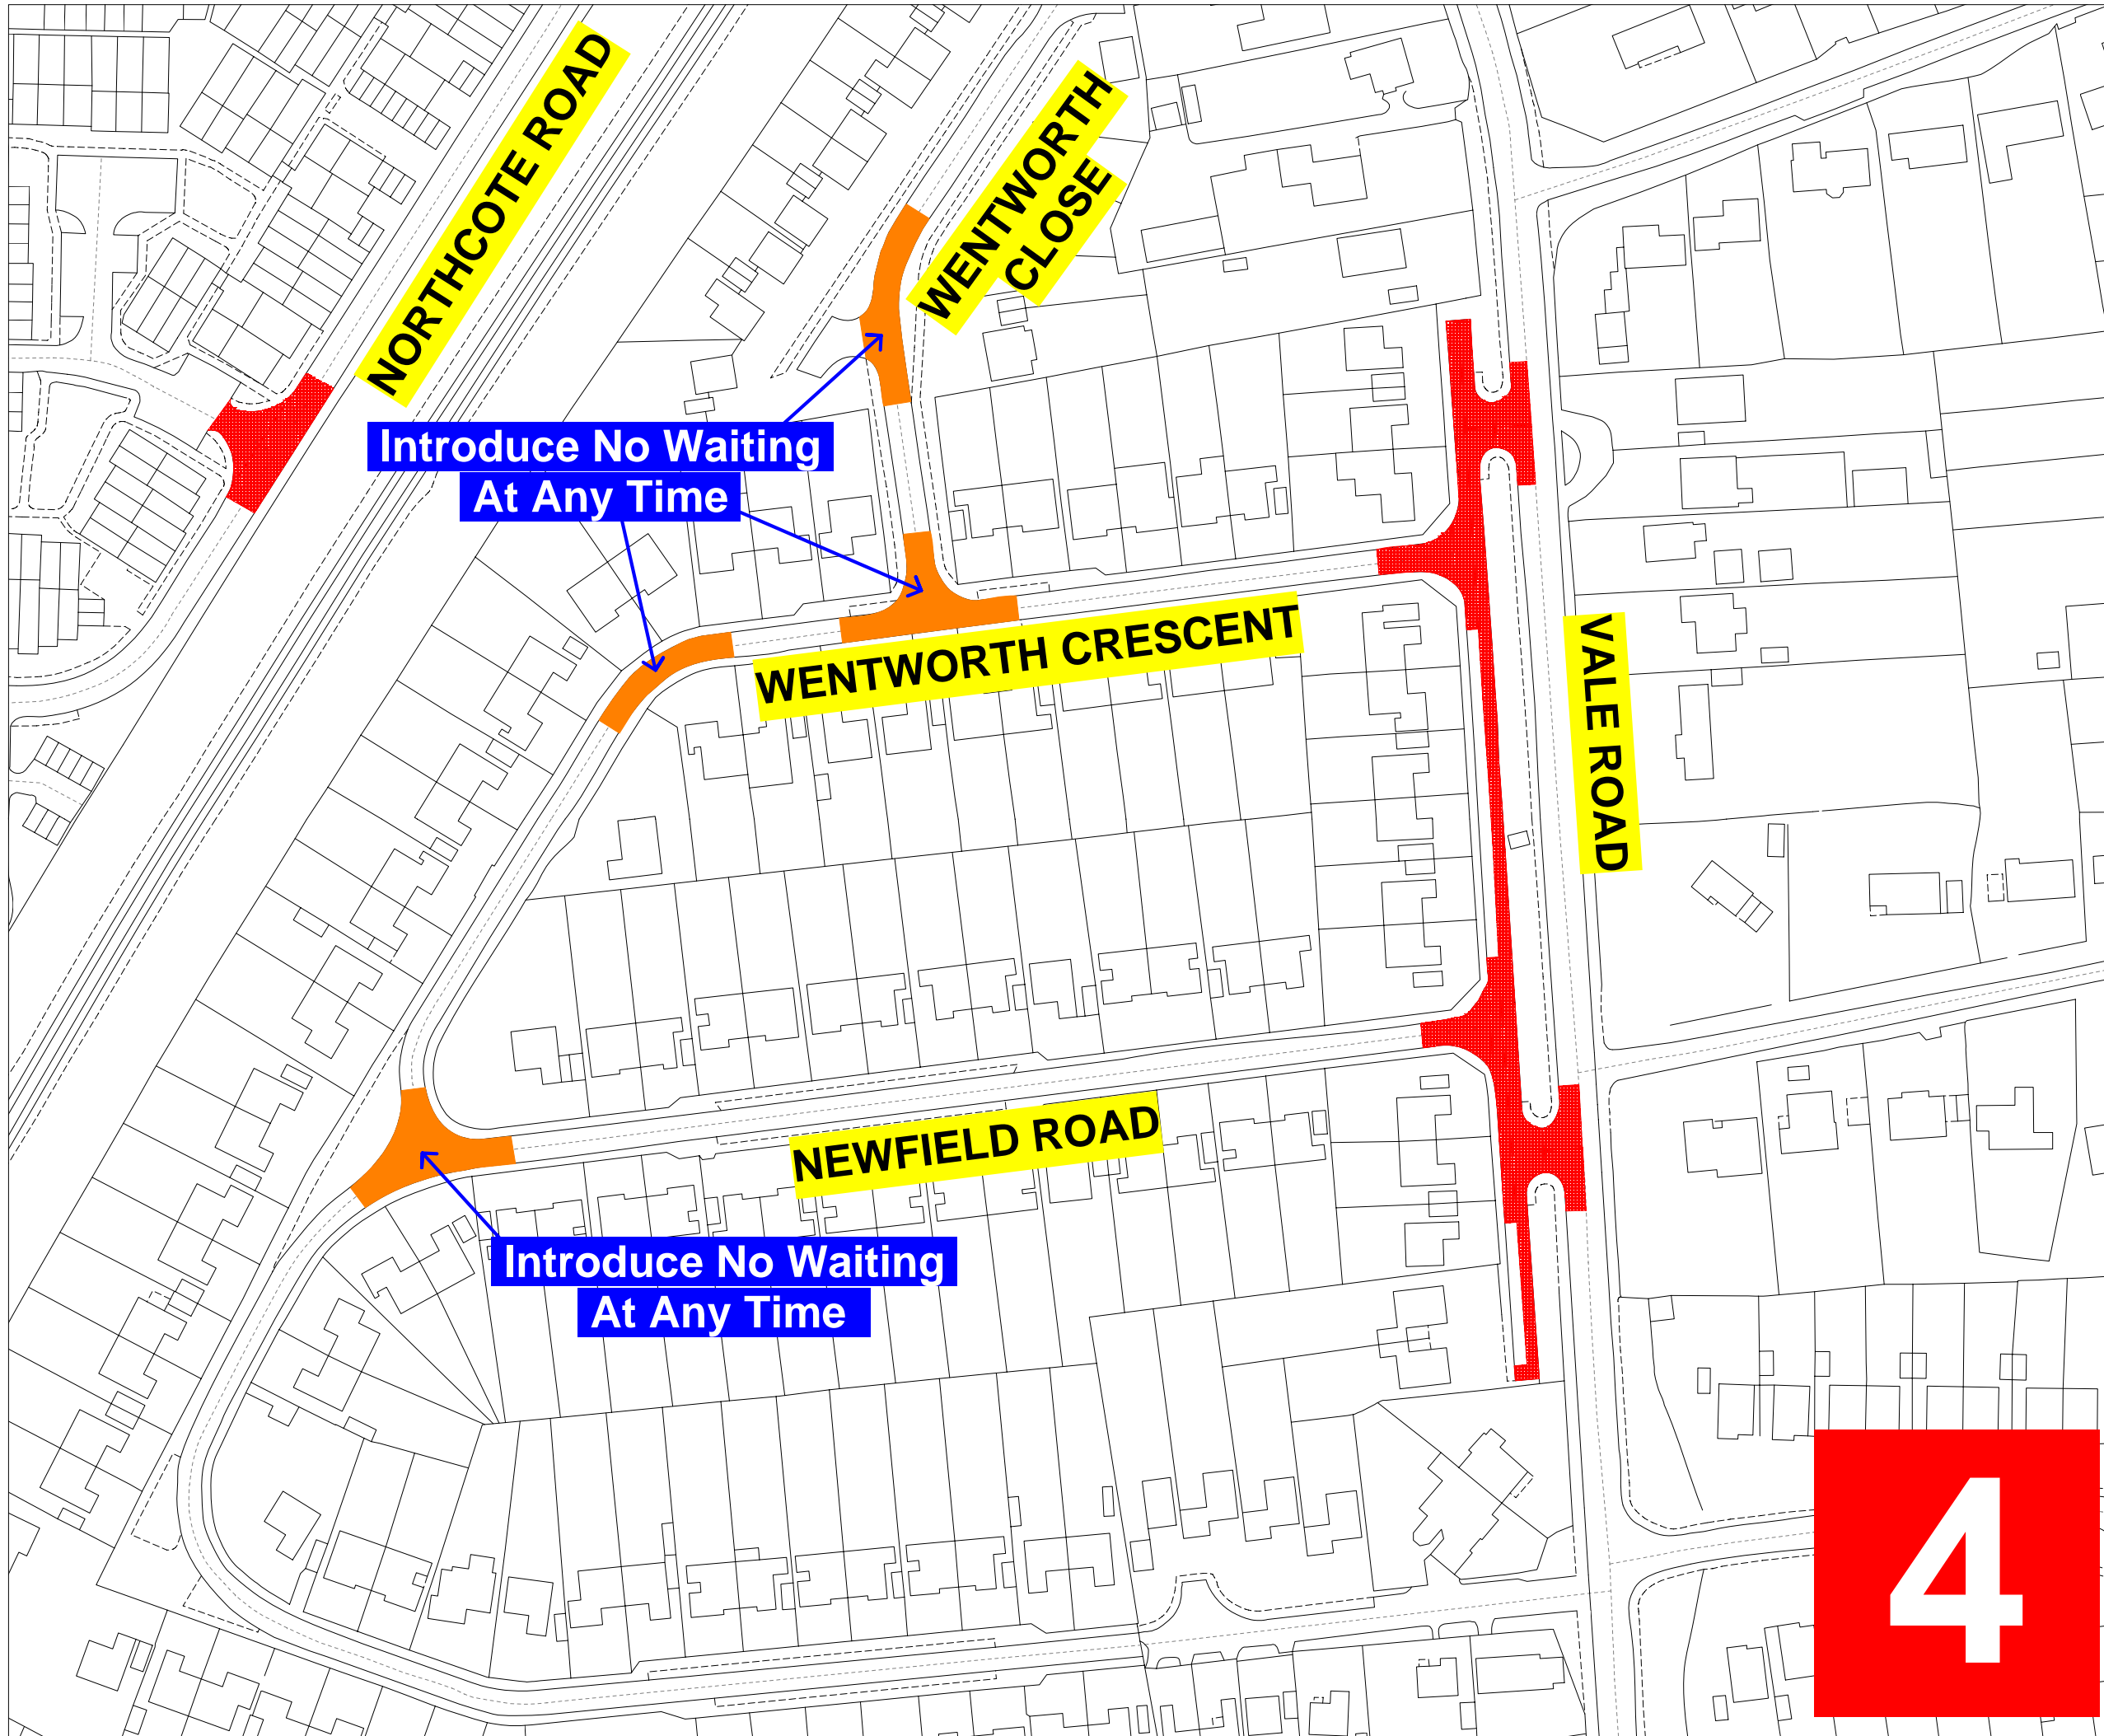 NORTHCOTE ROAD
WENTWORTH
CLOSE
Introduce No Waiting
At Any Time
WENTWORTH CRESCENT
VALE ROAD
NEWFIELD ROAD
Introduce No Waiting
At Any Time
4